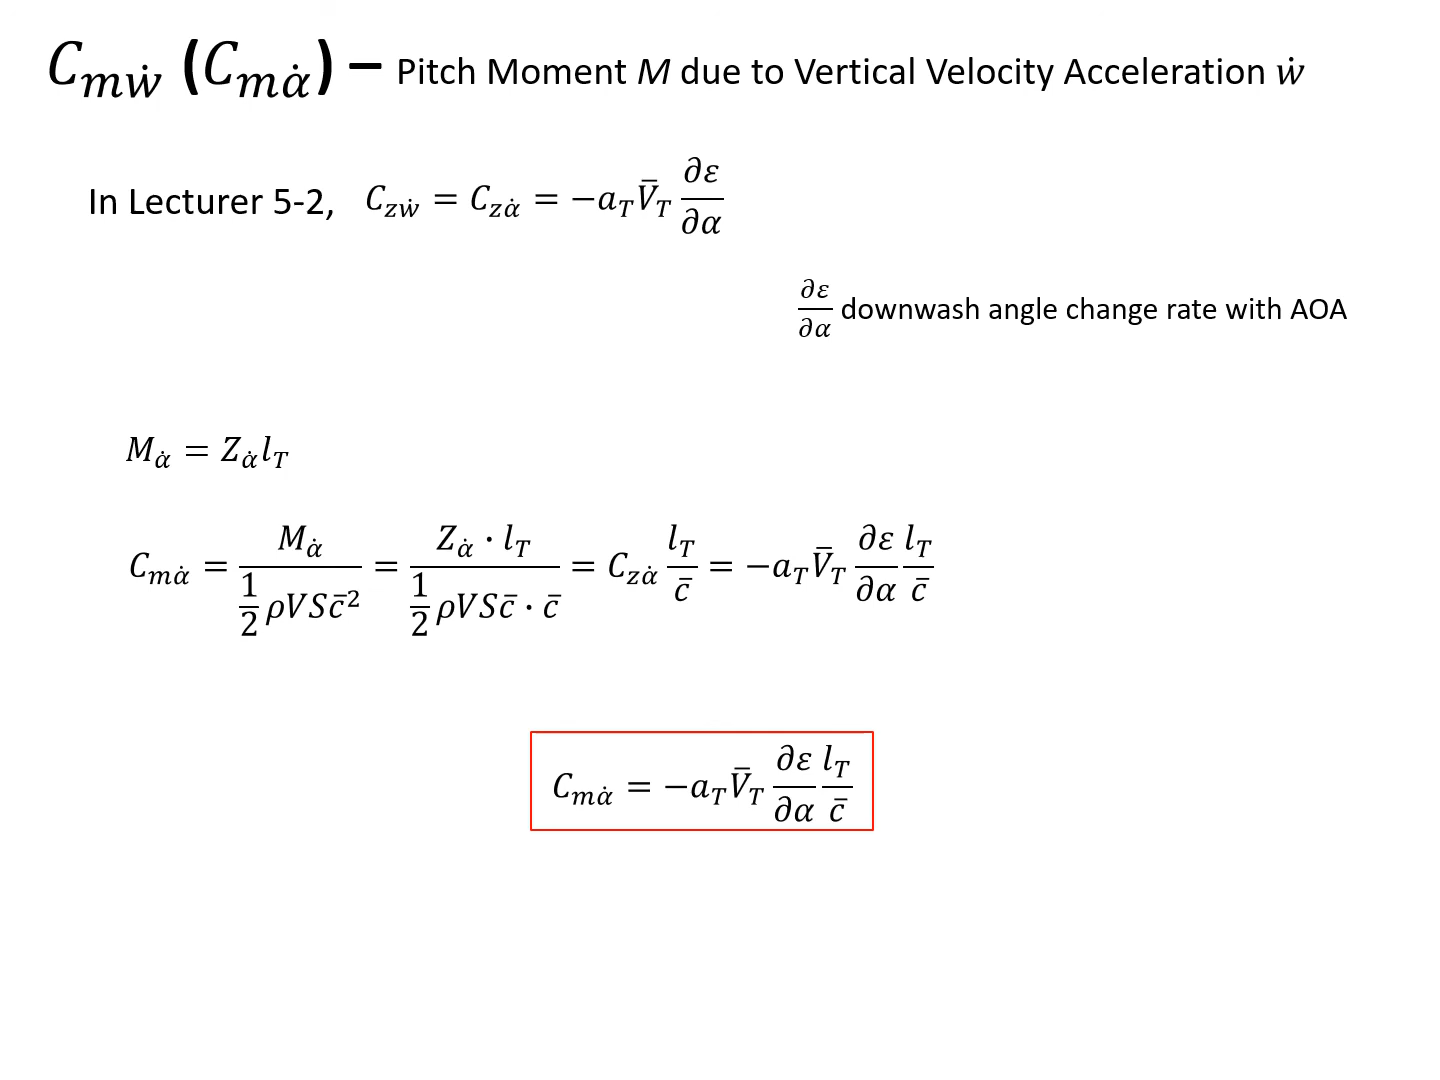 C_{mẇ} (C_{mα̇}) – Pitch Moment M due to Vertical Velocity Acceleration ẇ
In Lecturer 5-2, C_{zẇ} = C_{zα̇} = −a_T V̄_T ∂ε/∂α
∂ε/∂α downwash angle change rate with AOA
M_{α̇} = Z_{α̇} l_T
C_{mα̇} = M_{α̇} / (1/2 ρVSc̄²) = Z_{α̇} · l_T / (1/2 ρVSc̄ · c̄) = C_{zα̇} l_T/c̄ = −a_T V̄_T ∂ε/∂α l_T/c̄
C_{mα̇} = −a_T V̄_T ∂ε/∂α l_T/c̄